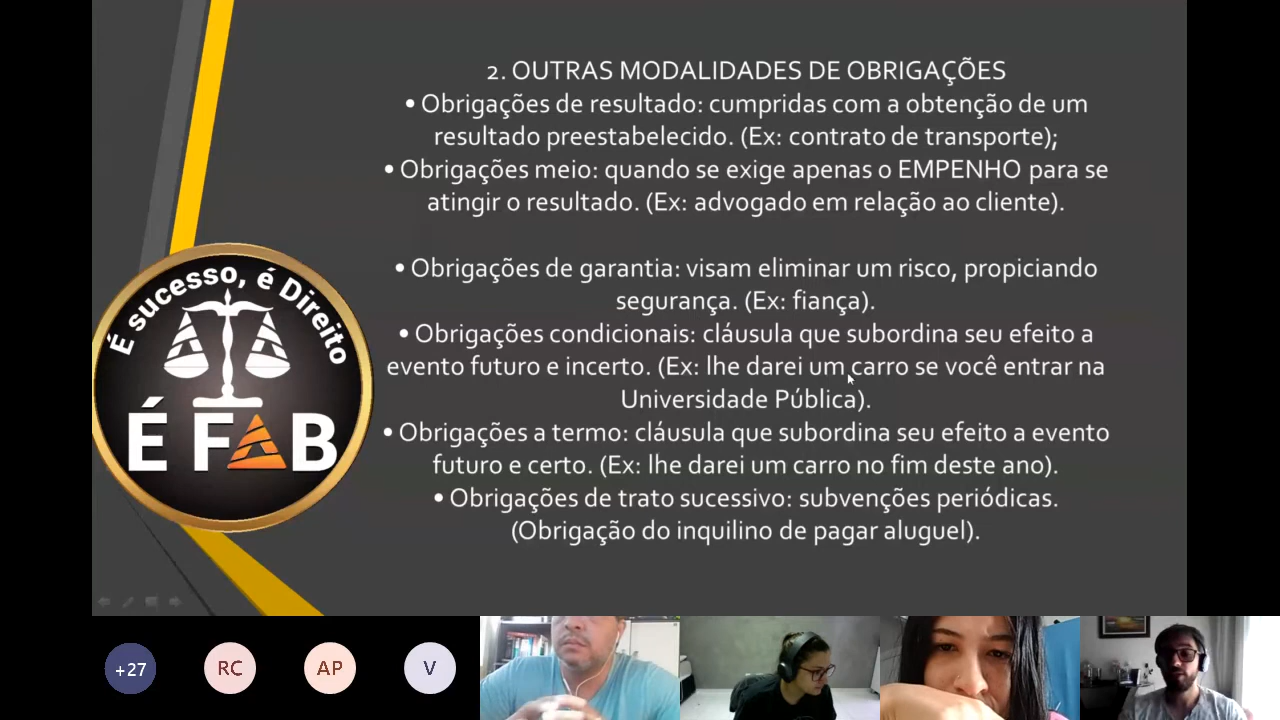 2. OUTRAS MODALIDADES DE OBRIGAÇÕES
• Obrigações de resultado: cumpridas com a obtenção de um
resultado preestabelecido. (Ex: contrato de transporte);
• Obrigações meio: quando se exige apenas o EMPENHO para se
atingir o resultado. (Ex: advogado em relação ao cliente).
• Obrigações de garantia: visam eliminar um risco, propiciando
segurança. (Ex: fiança).
• Obrigações condicionais: cláusula que subordina seu efeito a
evento futuro e incerto. (Ex: lhe darei um carro se você entrar na
Universidade Pública).
• Obrigações a termo: cláusula que subordina seu efeito a evento
futuro e certo. (Ex: lhe darei um carro no fim deste ano).
• Obrigações de trato sucessivo: subvenções periódicas.
(Obrigação do inquilino de pagar aluguel).
É sucesso, é Direito
É FAB
+27
RC
AP
V